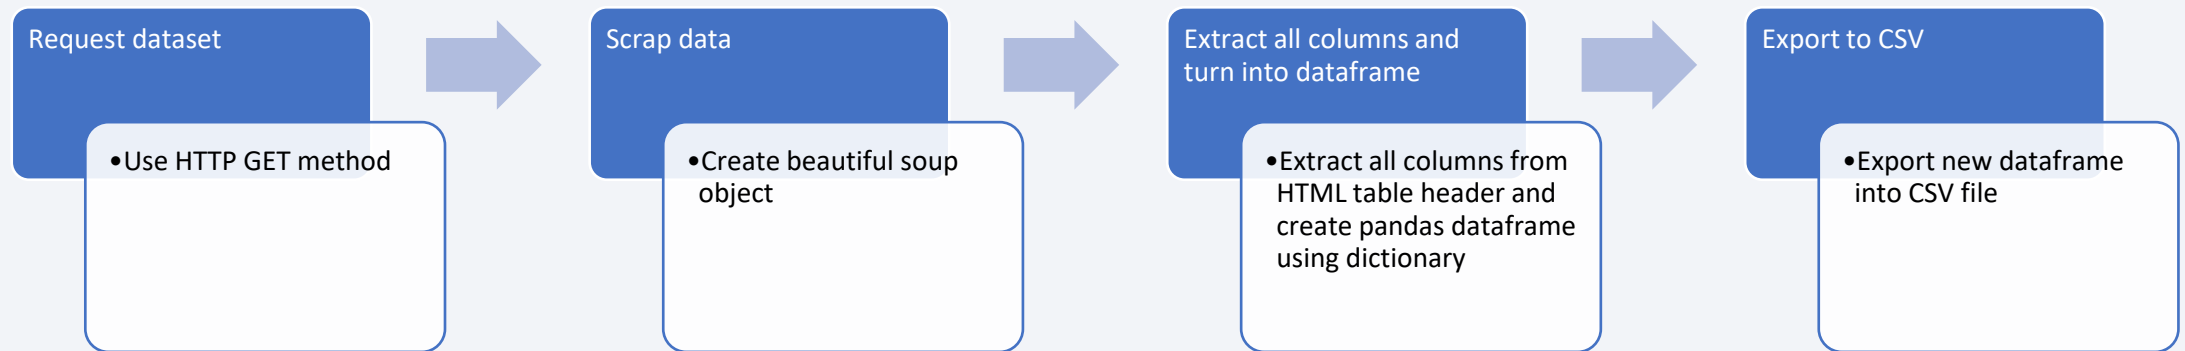 Request dataset
•Use HTTP GET method
Scrap data
•Create beautiful soup
object
Extract all columns and
turn into dataframe
•Extract all columns from
HTML table header and
create pandas dataframe
using dictionary
Export to CSV
•Export new dataframe
into CSV file